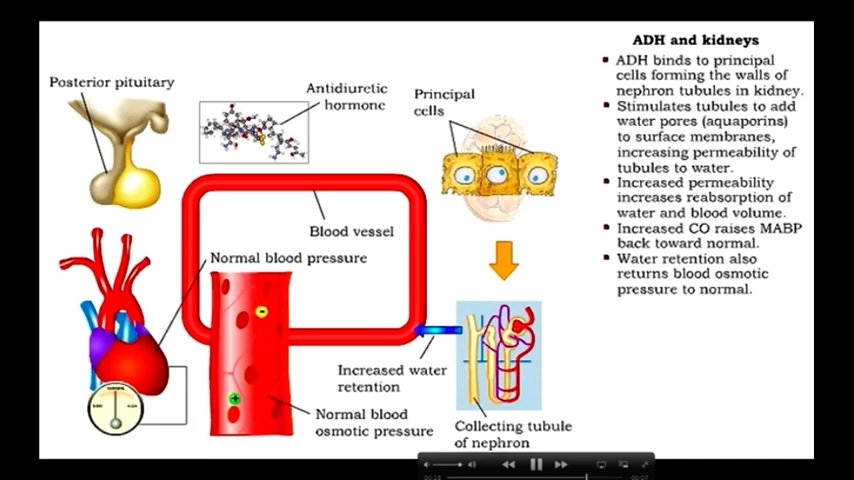 ADH and kidneys
ADH binds to principal
cells forming the walls of
nephron tubules in kidney.
Stimulates tubules to add
water pores (aquaporins)
to surface membranes,
increasing permeability of
tubules to water.
Increased permeability
increases reabsorption of
water and blood volume.
Increased CO raises MABP
back toward normal.
Water retention also
returns blood osmotic
pressure to normal.
Posterior pituitary
Antidiuretic
hormone
Principal
cells
Blood vessel
Normal blood pressure
Increased water
retention
Normal blood
osmotic pressure
Collecting tubule
of nephron
00:28
00:07